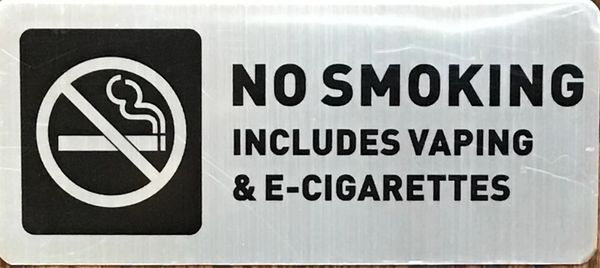 NO SMOKING
INCLUDES VAPING
& E-CIGARETTES